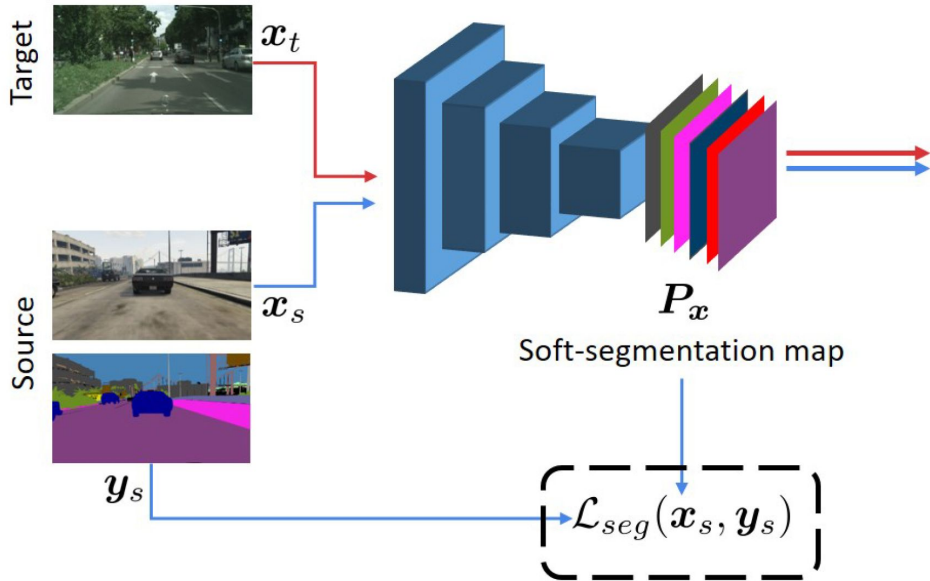 Target
x_t
Source
x_s
P_x
Soft-segmentation map
y_s
ℒ_seg(x_s, y_s)